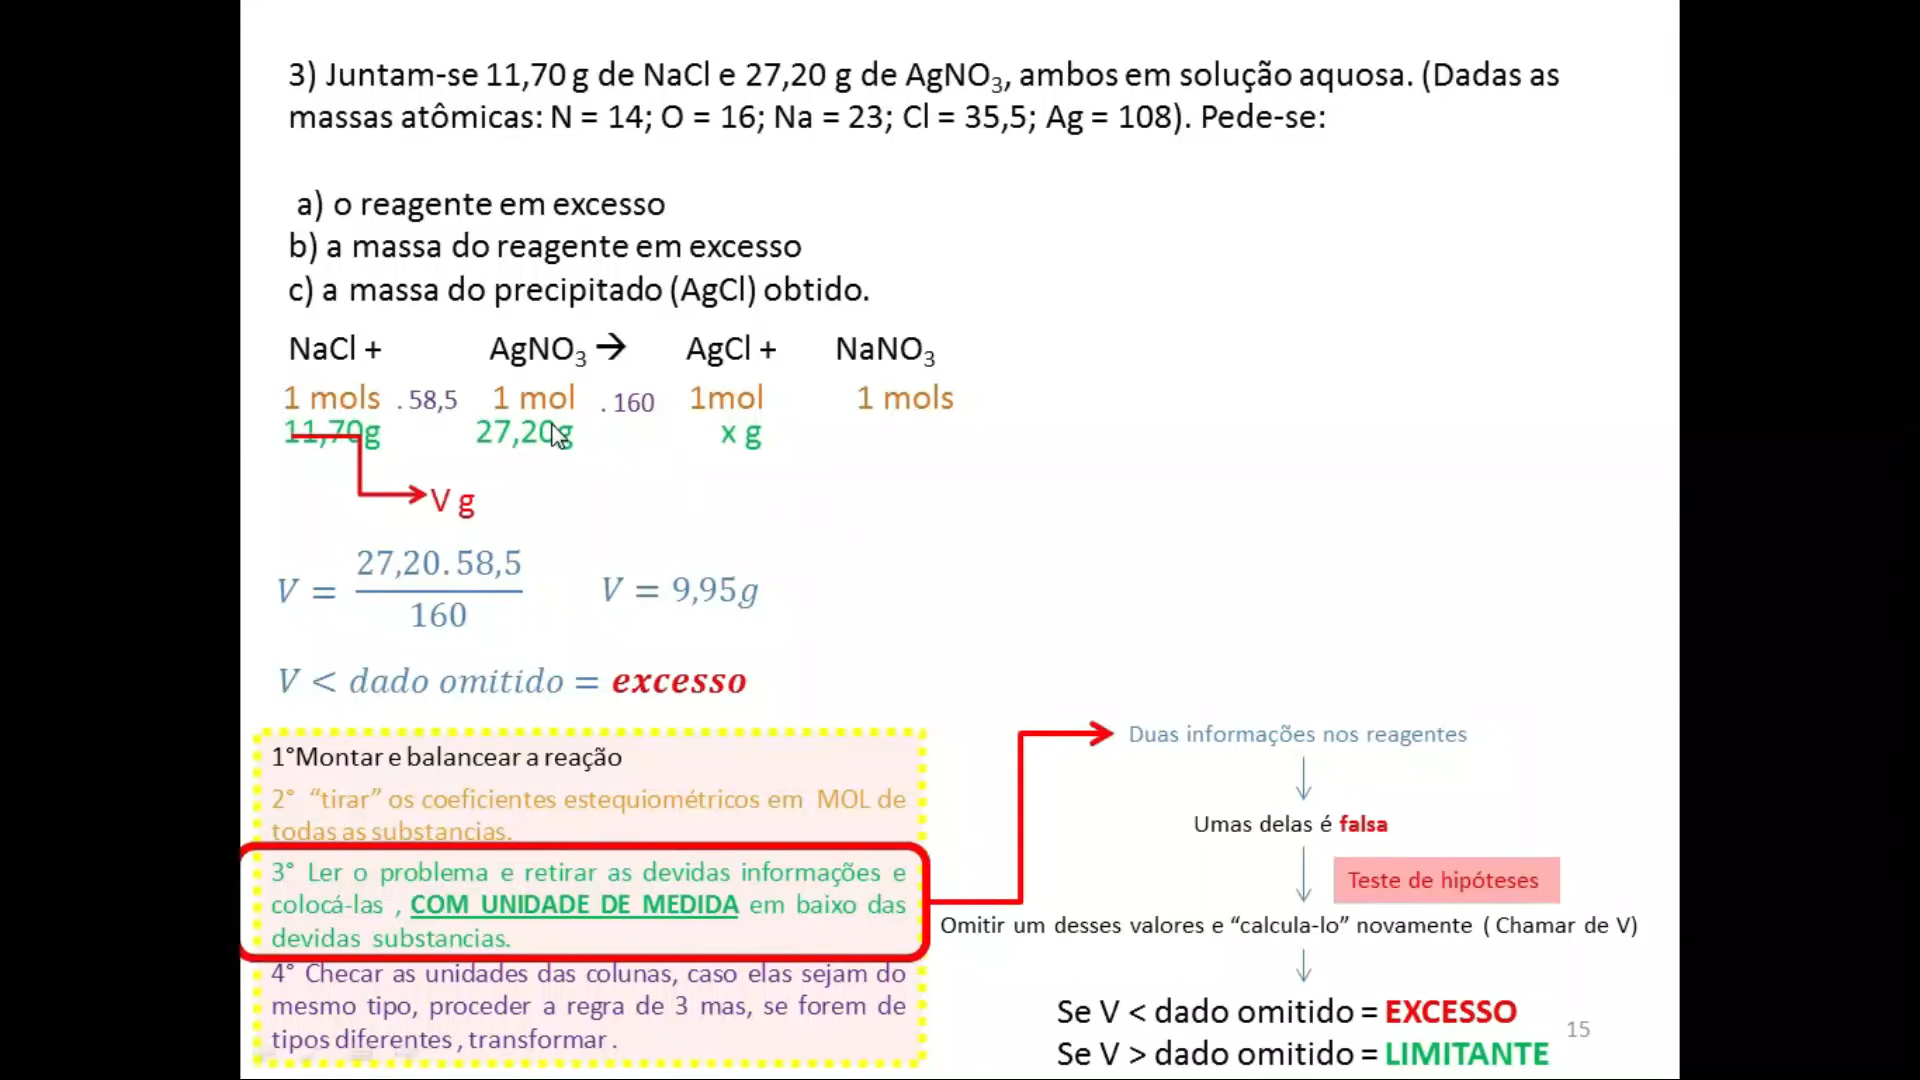 3) Juntam-se 11,70 g de NaCl e 27,20 g de AgNO₃, ambos em solução aquosa. (Dadas as
massas atômicas: N = 14; O = 16; Na = 23; Cl = 35,5; Ag = 108). Pede-se:
a) o reagente em excesso
b) a massa do reagente em excesso
c) a massa do precipitado (AgCl) obtido.
NaCl + AgNO₃ → AgCl + NaNO₃
1 mols . 58,5 1 mol . 160 1mol 1 mols
11,70g 27,20g x g
V g
V = 27,20.58,5 / 160 V = 9,95g
V < dado omitido = excesso
1°Montar e balancear a reação
2° “tirar” os coeficientes estequiométricos em MOL de
todas as substancias.
3° Ler o problema e retirar as devidas informações e
colocá-las , COM UNIDADE DE MEDIDA em baixo das
devidas substancias.
4° Checar as unidades das colunas, caso elas sejam do
mesmo tipo, proceder a regra de 3 mas, se forem de
tipos diferentes , transformar .
Duas informações nos reagentes
Umas delas é falsa
Teste de hipóteses
Omitir um desses valores e “calcula-lo” novamente ( Chamar de V)
Se V < dado omitido = EXCESSO
Se V > dado omitido = LIMITANTE
15